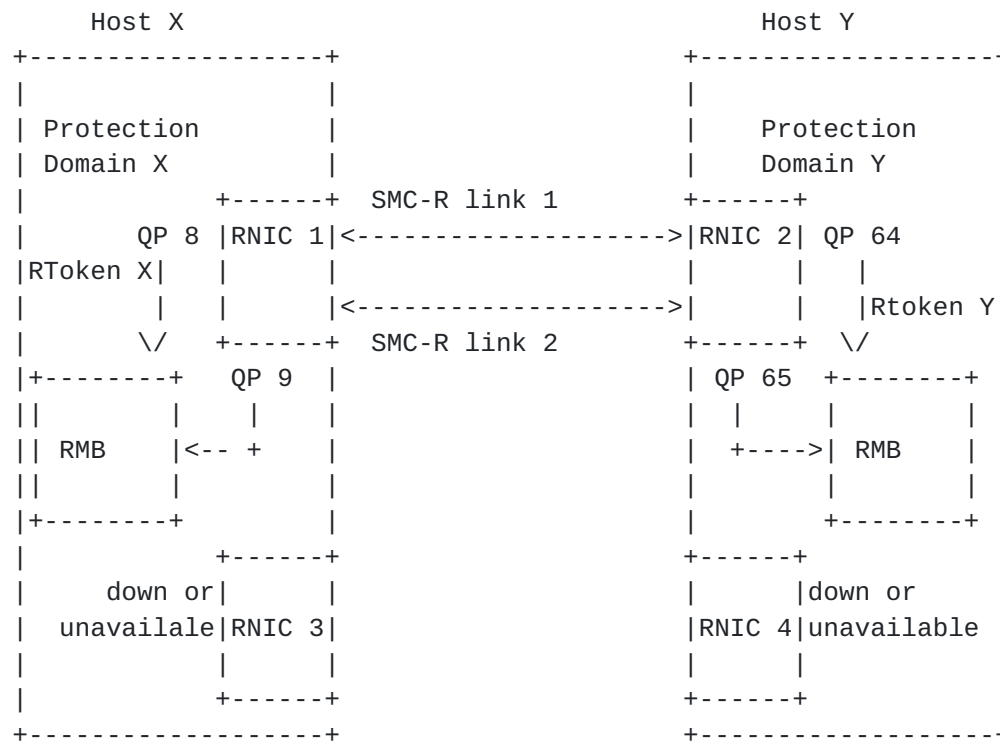 Host X Host Y
Protection Protection
Domain X Domain Y
SMC-R link 1
QP 8 RNIC 1 RNIC 2 QP 64
RToken X
Rtoken Y
SMC-R link 2
QP 9 QP 65
RMB RMB
down or down or
unavailale RNIC 3 RNIC 4 unavailable